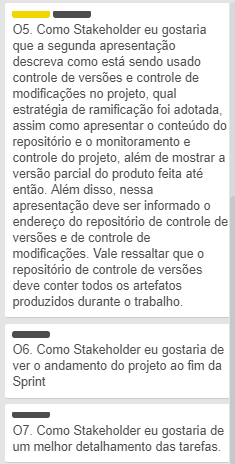 O5. Como Stakeholder eu gostaria
que a segunda apresentação
descreva como está sendo usado
controle de versões e controle de
modificações no projeto, qual
estratégia de ramificação foi adotada,
assim como apresentar o conteúdo do
repositório e o monitoramento e
controle do projeto, além de mostrar a
versão parcial do produto feita até
então. Além disso, nessa
apresentação deve ser informado o
endereço do repositório de controle de
versões e de controle de
modificações. Vale ressaltar que o
repositório de controle de versões
deve conter todos os artefatos
produzidos durante o trabalho.
O6. Como Stakeholder eu gostaria de
ver o andamento do projeto ao fim da
Sprint
O7. Como Stakeholder eu gostaria de
um melhor detalhamento das tarefas.